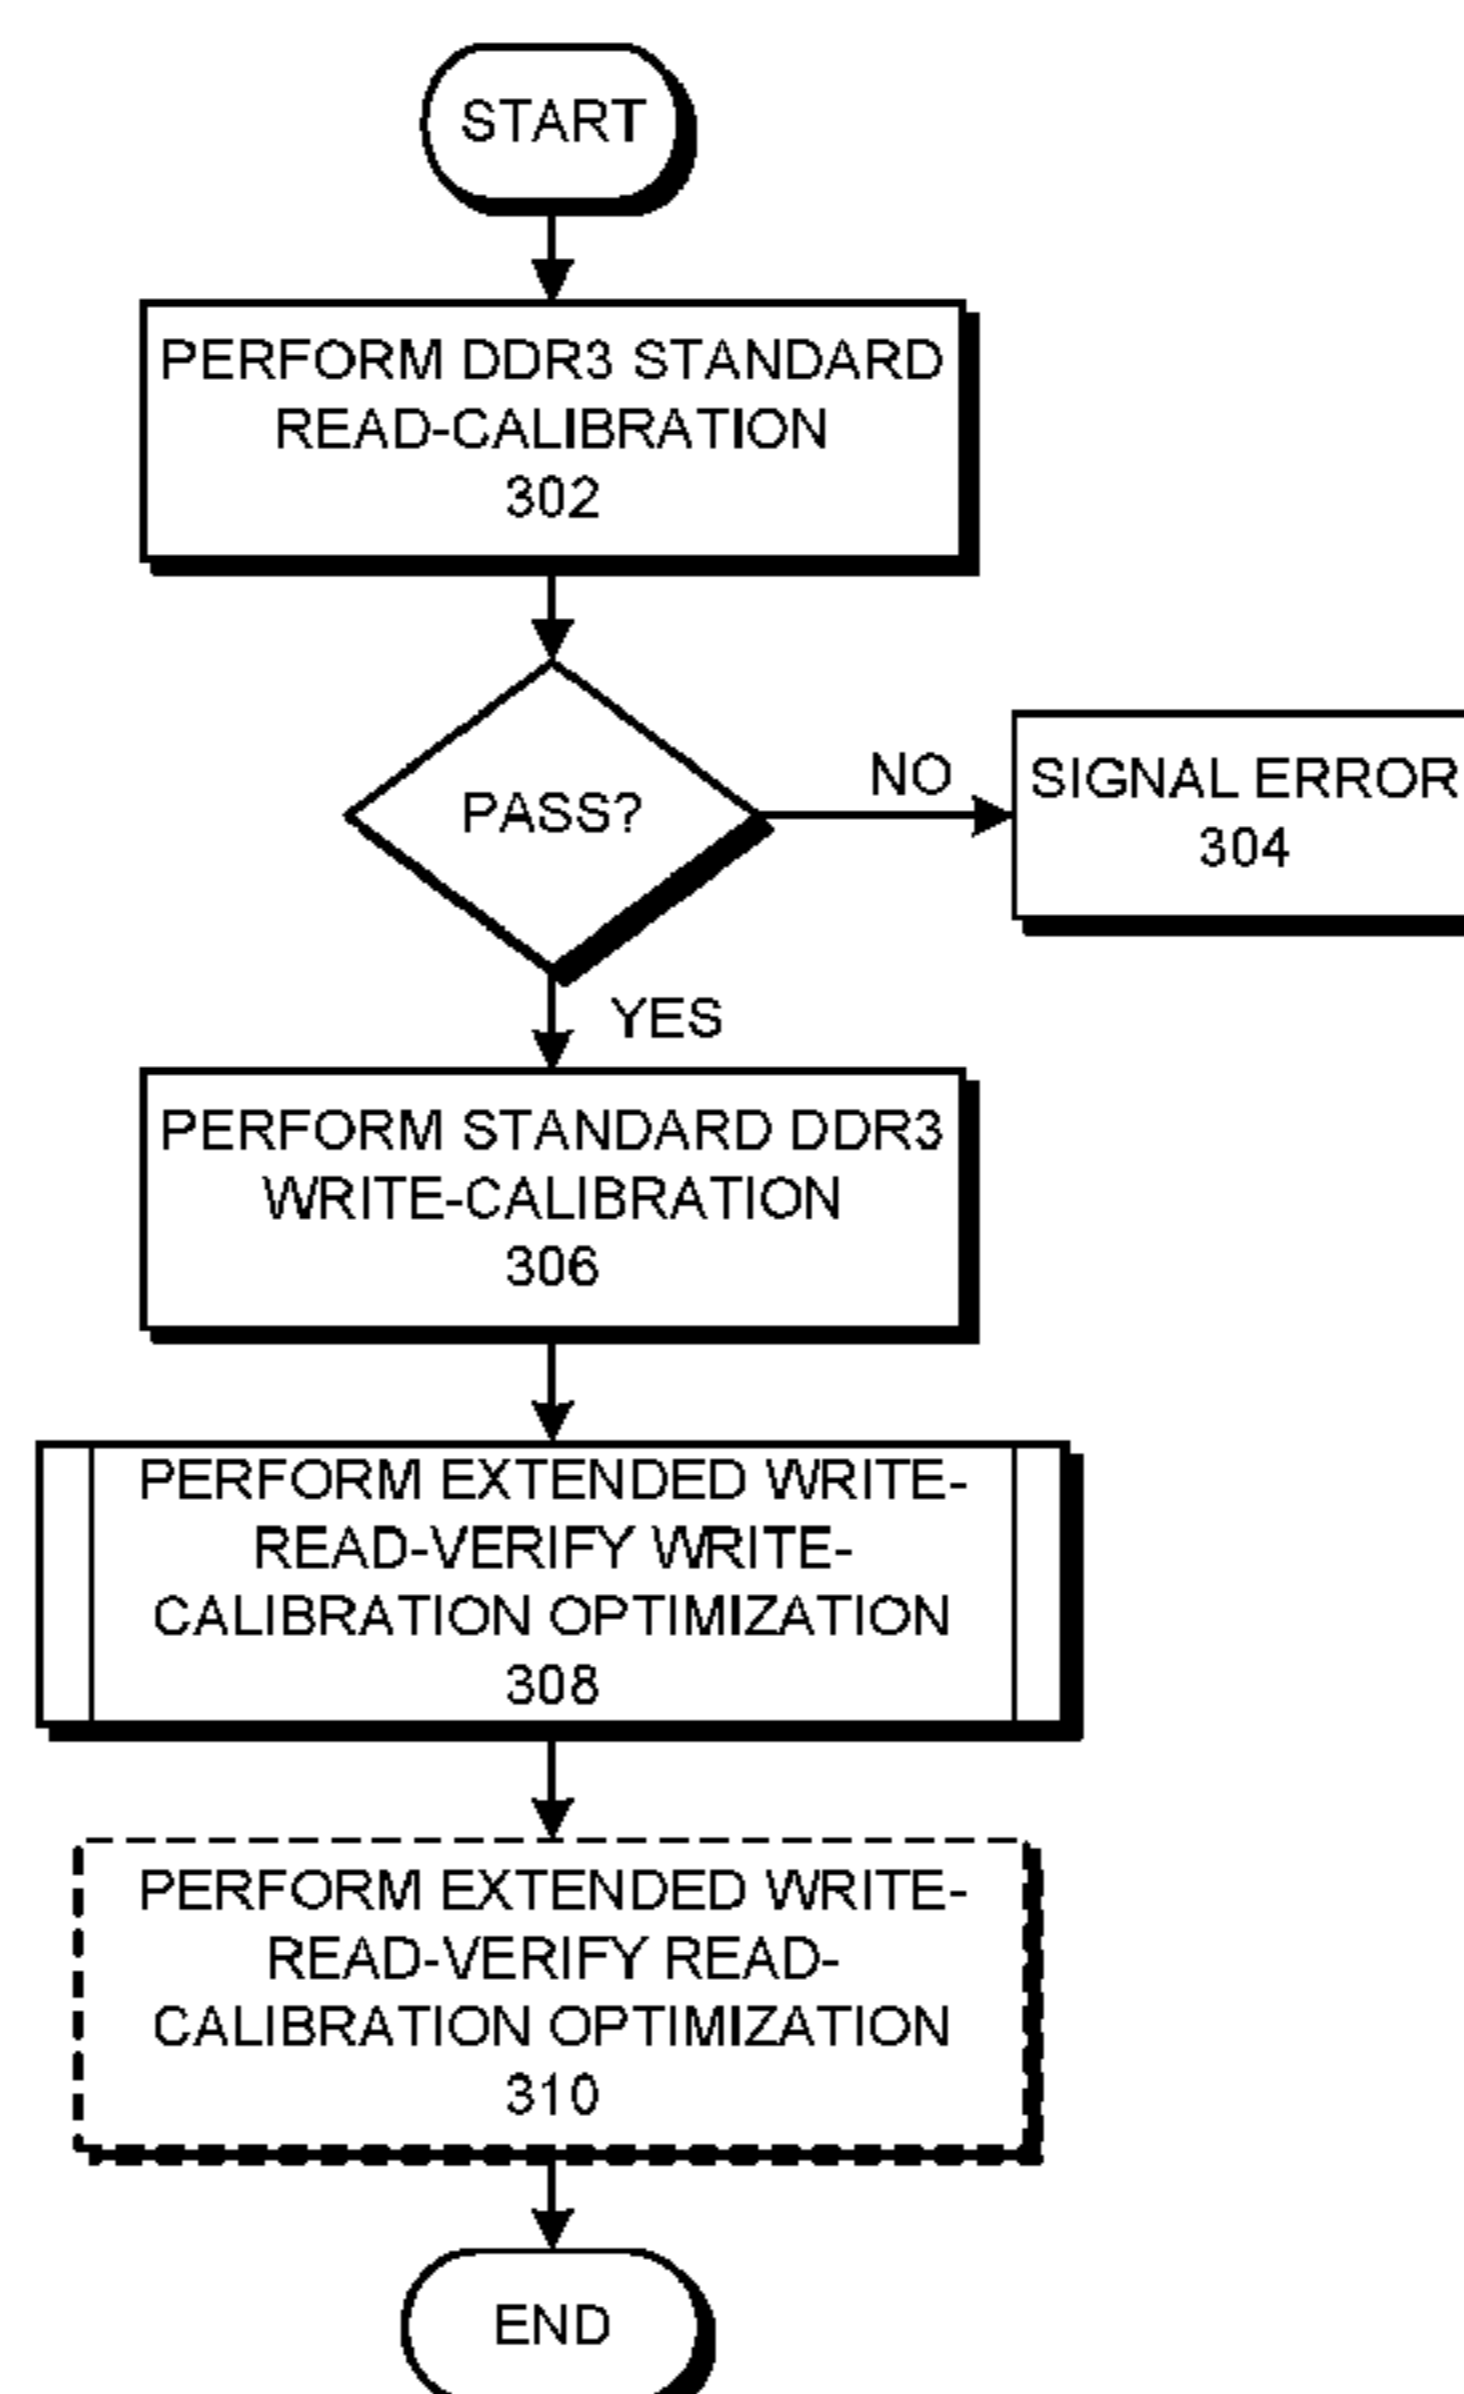 START
PERFORM DDR3 STANDARD
READ-CALIBRATION
302
PASS?
NO
SIGNAL ERROR
304
YES
PERFORM STANDARD DDR3
WRITE-CALIBRATION
306
PERFORM EXTENDED WRITE-
READ-VERIFY WRITE-
CALIBRATION OPTIMIZATION
308
PERFORM EXTENDED WRITE-
READ-VERIFY READ-
CALIBRATION OPTIMIZATION
310
END